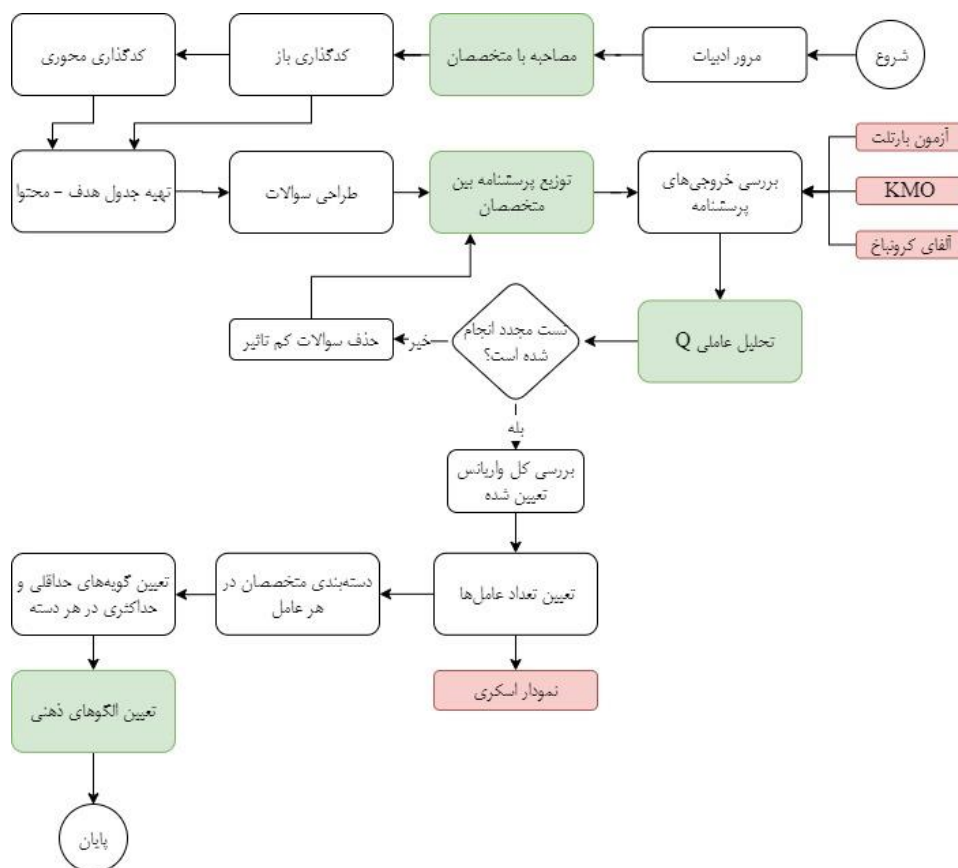 شروع
مرور ادبیات
مصاحبه با متخصصان
کدگذاری باز
کدگذاری محوری
تهیه جدول هدف – محتوا
طراحی سوالات
توزیع پرسشنامه بین
متخصصان
بررسی خروجی‌های
پرسشنامه
آزمون بارتلت
KMO
آلفای کرونباخ
تحلیل عاملی Q
تست مجدد انجام
شده است؟
خیر
حذف سوالات کم تاثیر
بله
بررسی کل واریانس
تعیین شده
تعیین تعداد عامل‌ها
نمودار اسکری
دسته‌بندی متخصصان در
هر عامل
تعیین گویه‌های حداقلی و
حداکثری در هر دسته
تعیین الگوهای ذهنی
پایان